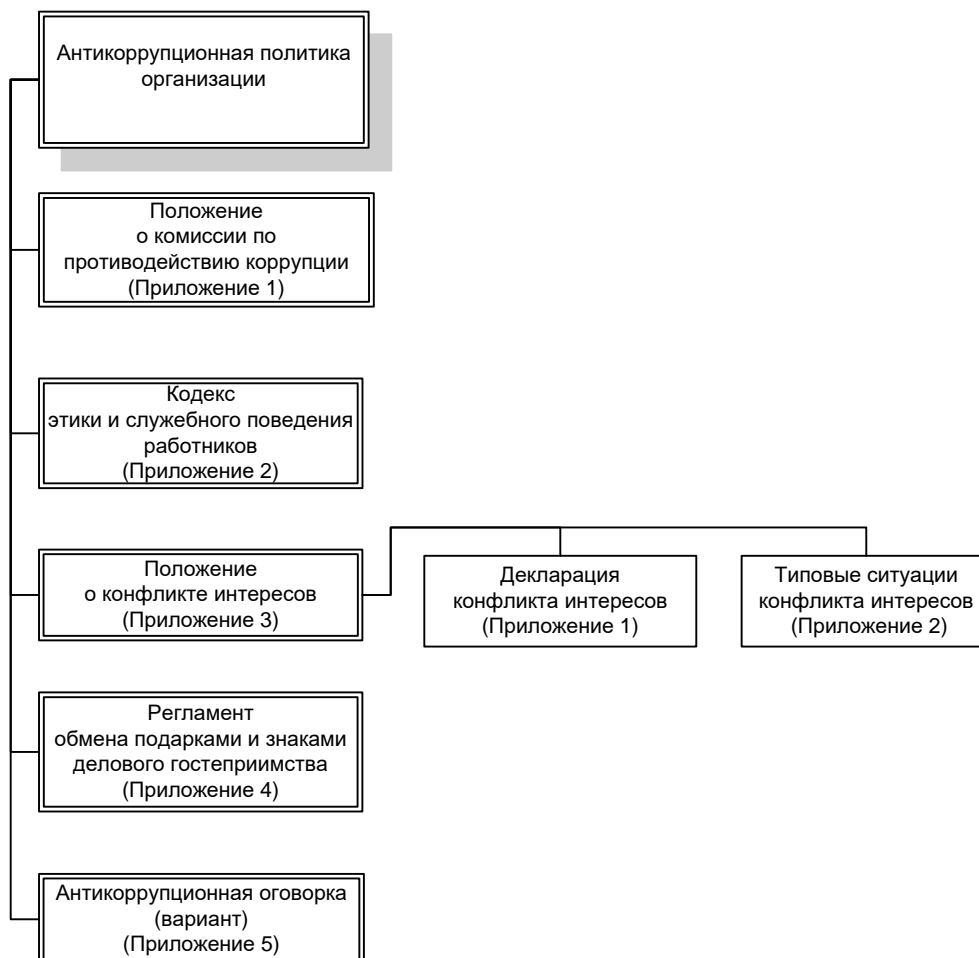 Антикоррупционная политика
организации
Положение
о комиссии по
противодействию коррупции
(Приложение 1)
Кодекс
этики и служебного поведения
работников
(Приложение 2)
Положение
о конфликте интересов
(Приложение 3)
Декларация
конфликта интересов
(Приложение 1)
Типовые ситуации
конфликта интересов
(Приложение 2)
Регламент
обмена подарками и знаками
делового гостеприимства
(Приложение 4)
Антикоррупционная оговорка
(вариант)
(Приложение 5)